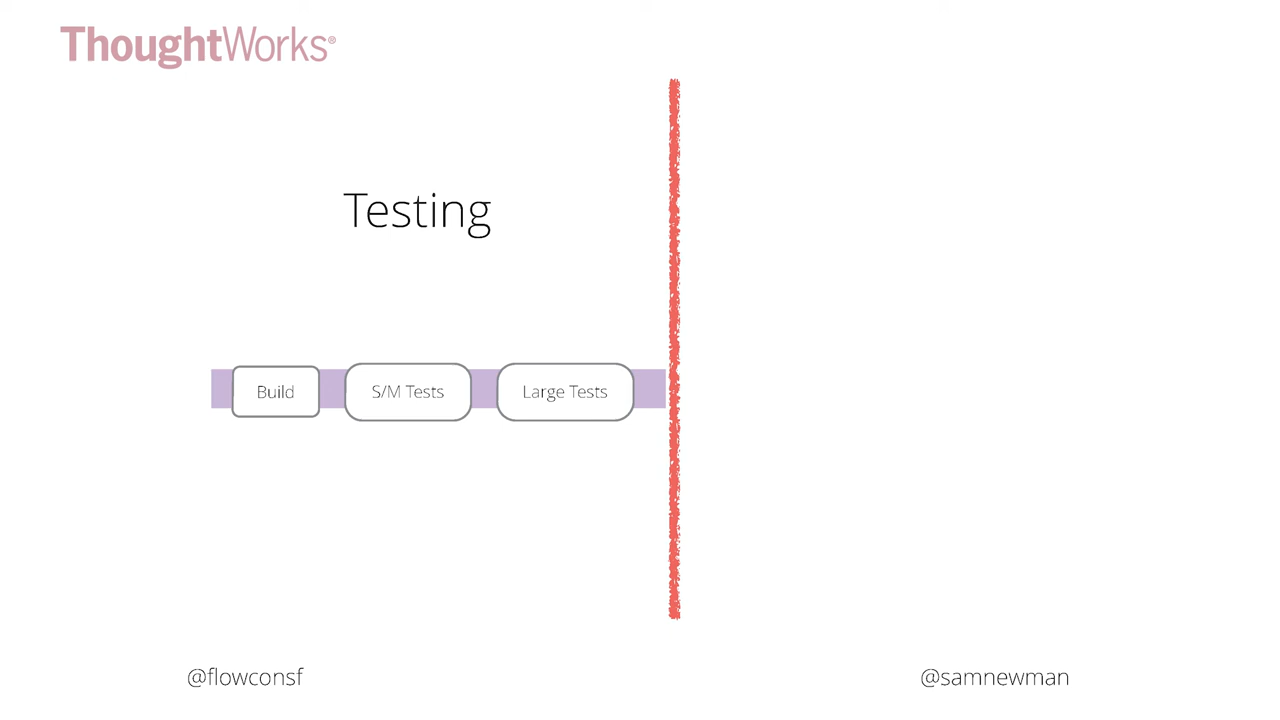 ThoughtWorks®
Testing
Build
S/M Tests
Large Tests
@flowconsf
@samnewman